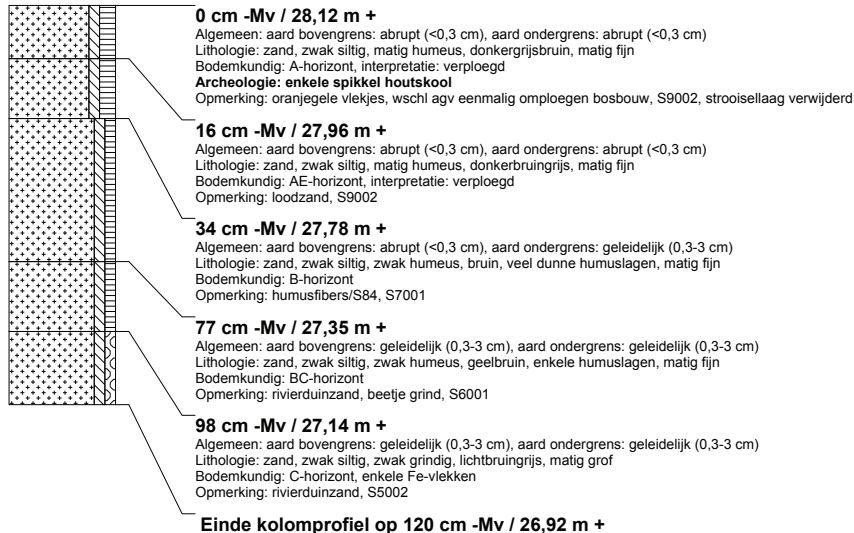 0 cm -Mv / 28,12 m +
Algemeen: aard bovengrens: abrupt (<0,3 cm), aard ondergrens: abrupt (<0,3 cm)
Lithologie: zand, zwak siltig, matig humeus, donkergrijsbruin, matig fijn
Bodemkundig: A-horizont, interpretatie: verploegd
Archeologie: enkele spikkel houtskool
Opmerking: oranjegele vlekjes, wschl agv eenmalig omploegen bosbouw, S9002, strooisellaag verwijderd
16 cm -Mv / 27,96 m +
Algemeen: aard bovengrens: abrupt (<0,3 cm), aard ondergrens: abrupt (<0,3 cm)
Lithologie: zand, zwak siltig, matig humeus, donkerbruingrijs, matig fijn
Bodemkundig: AE-horizont, interpretatie: verploegd
Opmerking: loodzand, S9002
34 cm -Mv / 27,78 m +
Algemeen: aard bovengrens: abrupt (<0,3 cm), aard ondergrens: geleidelijk (0,3-3 cm)
Lithologie: zand, zwak siltig, zwak humeus, bruin, veel dunne humuslagen, matig fijn
Bodemkundig: B-horizont
Opmerking: humusfibers/S84, S7001
77 cm -Mv / 27,35 m +
Algemeen: aard bovengrens: geleidelijk (0,3-3 cm), aard ondergrens: geleidelijk (0,3-3 cm)
Lithologie: zand, zwak siltig, zwak humeus, geelbruin, enkele humuslagen, matig fijn
Bodemkundig: BC-horizont
Opmerking: rivierduinzand, beetje grind, S6001
98 cm -Mv / 27,14 m +
Algemeen: aard bovengrens: geleidelijk (0,3-3 cm), aard ondergrens: geleidelijk (0,3-3 cm)
Lithologie: zand, zwak siltig, zwak grindig, lichtbruingrijs, matig grof
Bodemkundig: C-horizont, enkele Fe-vlekken
Opmerking: rivierduinzand, S5002
Einde kolomprofiel op 120 cm -Mv / 26,92 m +